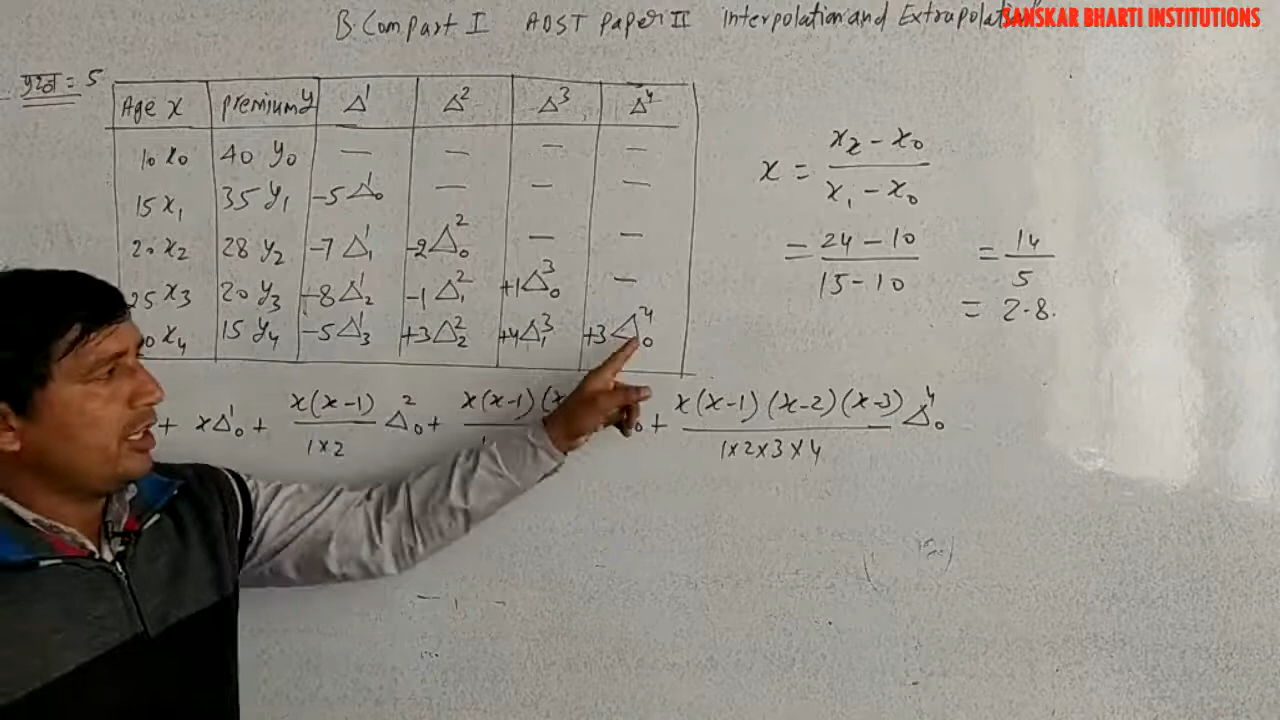 B.Com part I AOST Paper II Interpolation and Extrapolation
SANSKAR BHARTI INSTITUTIONS
प्रश्न = 5
Age x | premium y | Δ¹ | Δ² | Δ³ | Δ⁴
10 x₀ | 40 y₀ | — | — | — | —
15 x₁ | 35 y₁ | -5 Δ¹₀ | — | — | —
20 x₂ | 28 y₂ | -7 Δ¹₁ | -2 Δ²₀ | — | —
25 x₃ | 20 y₃ | -8 Δ¹₂ | -1 Δ²₁ | +1 Δ³₀ | —
0 x₄ | 15 y₄ | -5 Δ¹₃ | +3 Δ²₂ | +4 Δ³₁ | +3 Δ⁴₀
x = (x₂ - x₀) / (x₁ - x₀)
= (24 - 10) / (15 - 10) = 14 / 5
= 2.8.
+ xΔ¹₀ + x(x-1) / 1×2 Δ²₀ + x(x-1)(x ₀ + x(x-1)(x-2)(x-3) / 1×2×3×4 Δ⁴₀